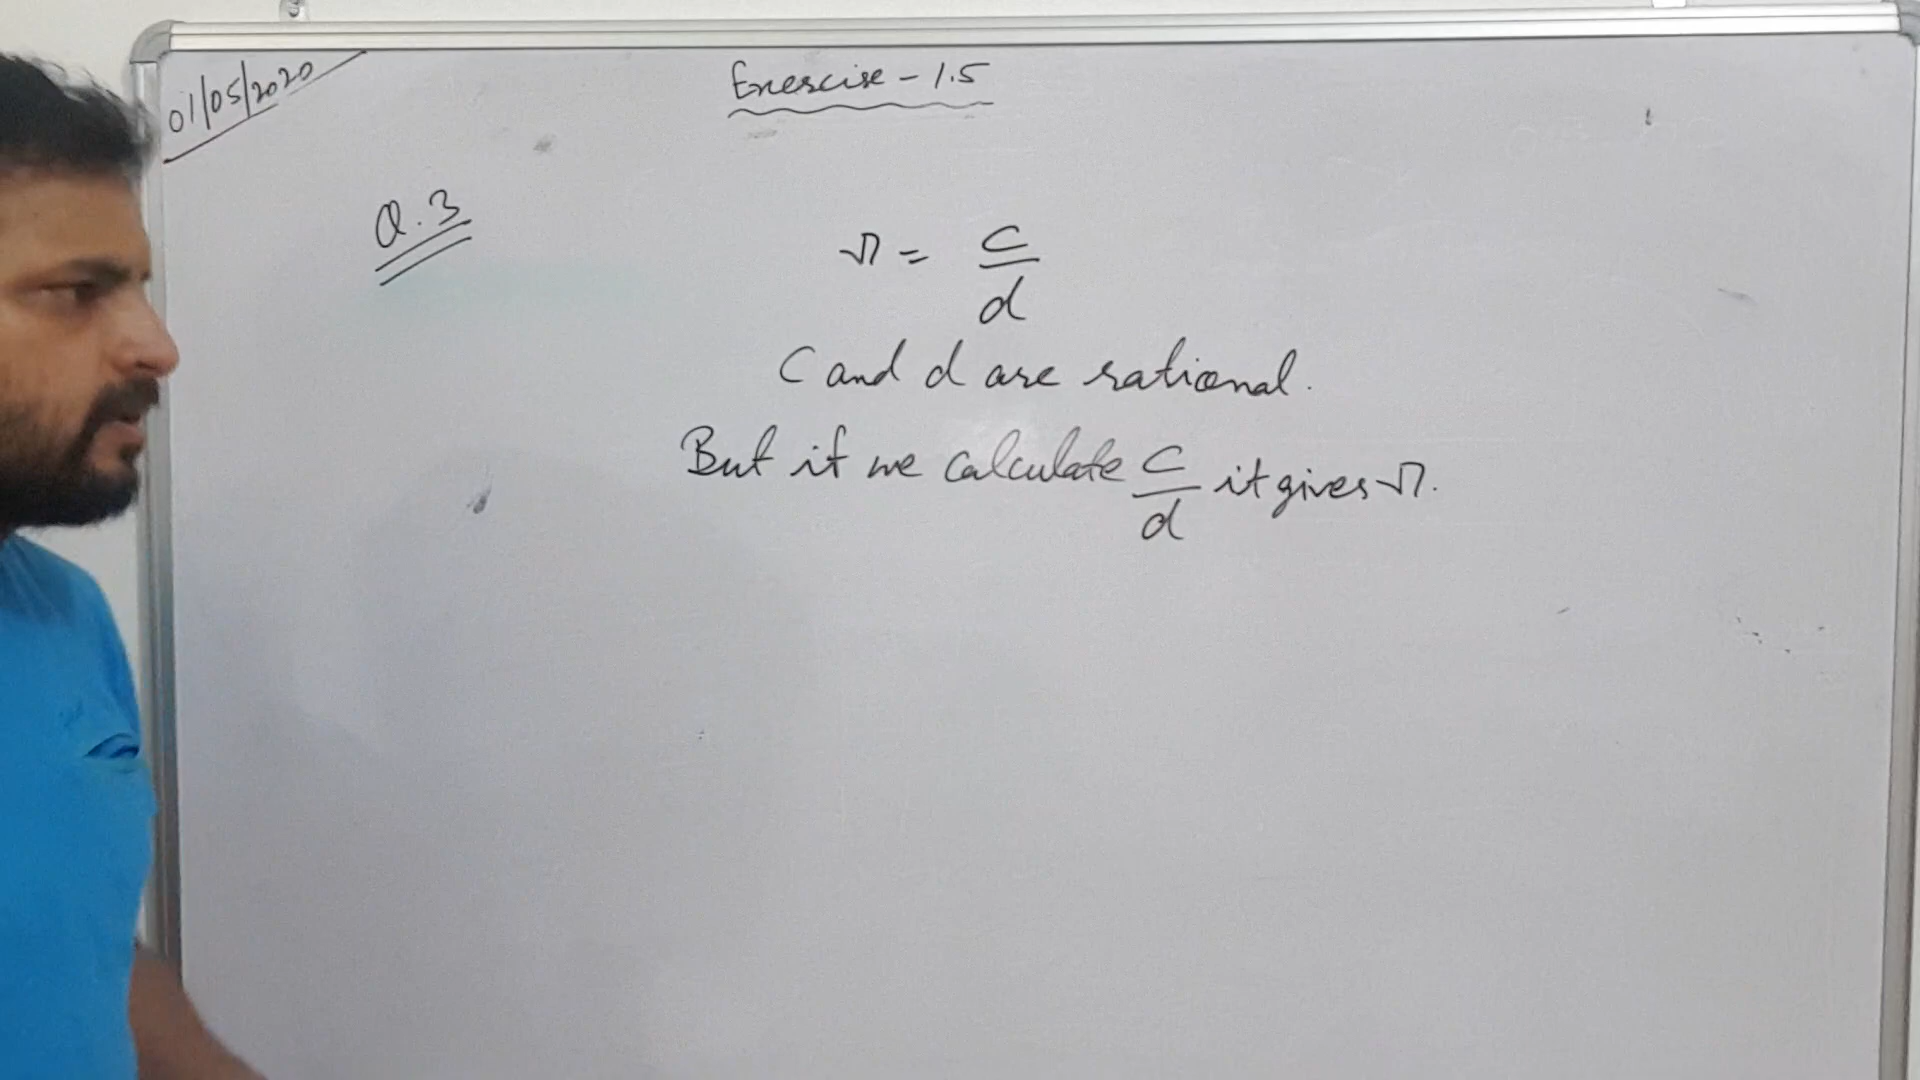 01/05/2020
Exercise - 1.5
Q.3
π = c/d
C and d are rational.
But if we calculate c/d it gives π.